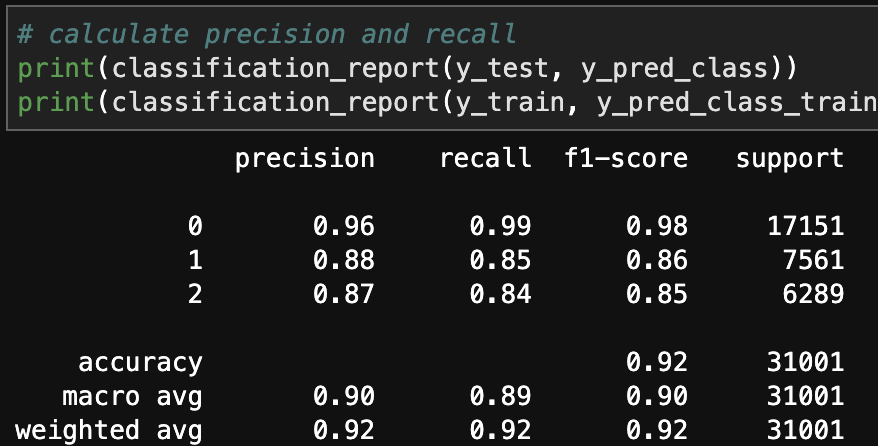 # calculate precision and recall
print(classification_report(y_test, y_pred_class))
print(classification_report(y_train, y_pred_class_train
precision recall f1-score support
0 0.96 0.99 0.98 17151
1 0.88 0.85 0.86 7561
2 0.87 0.84 0.85 6289
accuracy 0.92 31001
macro avg 0.90 0.89 0.90 31001
weighted avg 0.92 0.92 0.92 31001